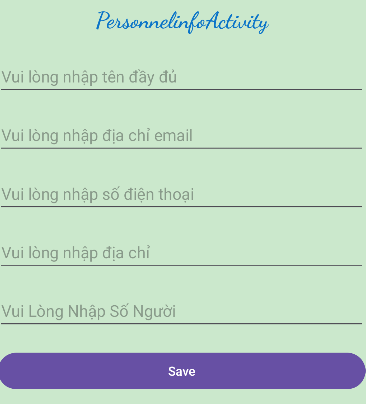 PersonnelinfoActivity
Vui lòng nhập tên đầy đủ
Vui lòng nhập địa chỉ email
Vui lòng nhập số điện thoại
Vui lòng nhập địa chỉ
Vui Lòng Nhập Số Người
Save